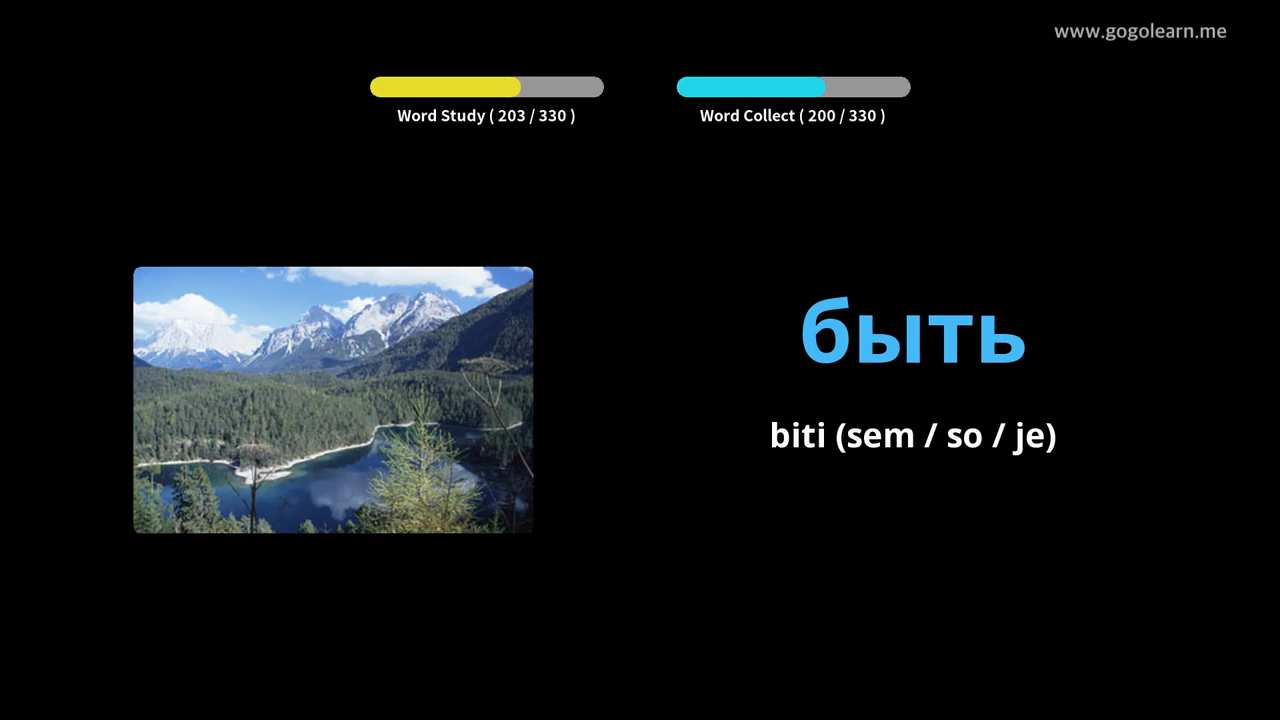 www.gogolearn.me
Word Study ( 203 / 330 )
Word Collect ( 200 / 330 )
быть
biti (sem / so / je)